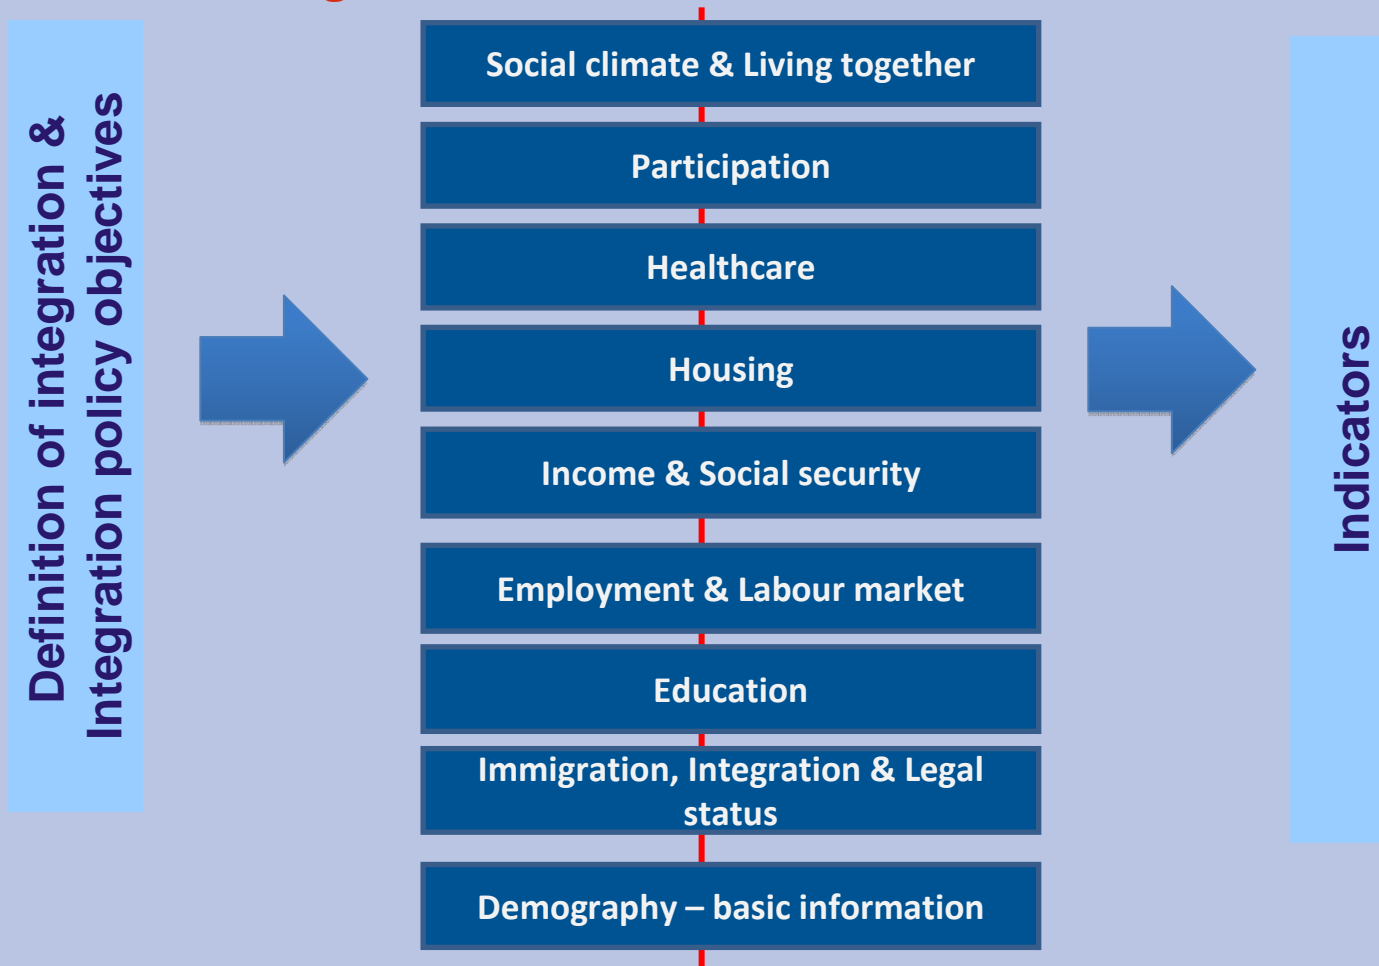 Definition of integration &
Integration policy objectives
Social climate & Living together
Participation
Healthcare
Housing
Income & Social security
Employment & Labour market
Education
Immigration, Integration & Legal
status
Demography – basic information
Indicators